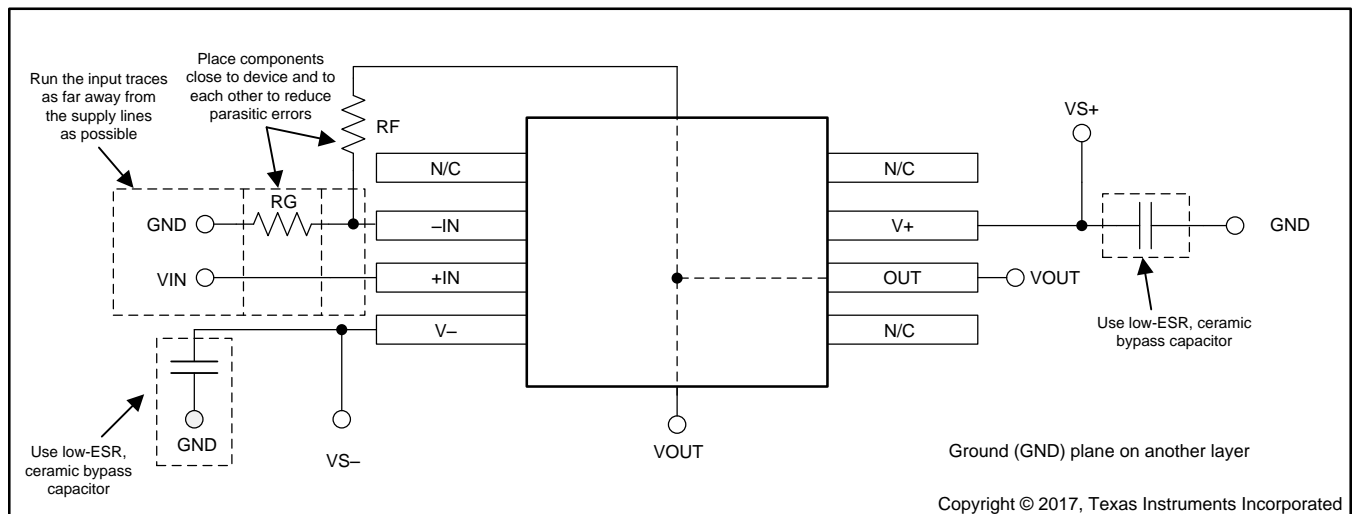 Run the input traces
as far away from
the supply lines
as possible
Place components
close to device and to
each other to reduce
parasitic errors
RF
VS+
N/C
N/C
RG
GND
–IN
V+
GND
VIN
+IN
OUT
VOUT
V–
N/C
Use low-ESR, ceramic
bypass capacitor
GND
Use low-ESR,
ceramic bypass
capacitor
VS–
VOUT
Ground (GND) plane on another layer
Copyright © 2017, Texas Instruments Incorporated